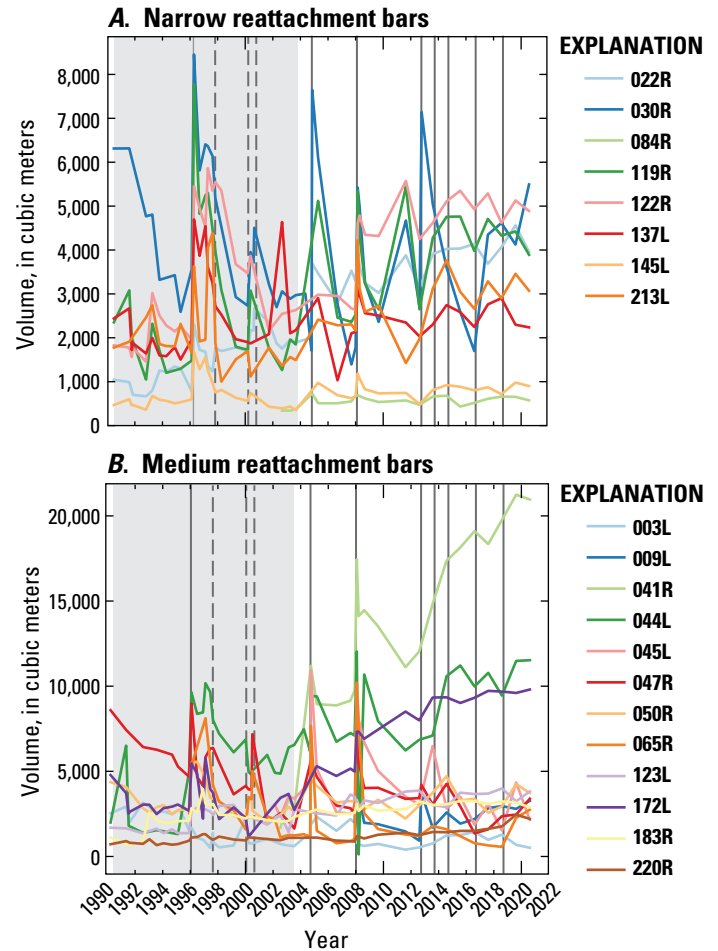 A. Narrow reattachment bars
Volume, in cubic meters
8,000
7,000
6,000
5,000
4,000
3,000
2,000
1,000
0
EXPLANATION
022R
030R
084R
119R
122R
137L
145L
213L
B. Medium reattachment bars
Volume, in cubic meters
20,000
15,000
10,000
5,000
0
EXPLANATION
003L
009L
041R
044L
045L
047R
050R
065R
123L
172L
183R
220R
1990 1992 1994 1996 1998 2000 2002 2004 2006 2008 2010 2012 2014 2016 2018 2020 2022
Year